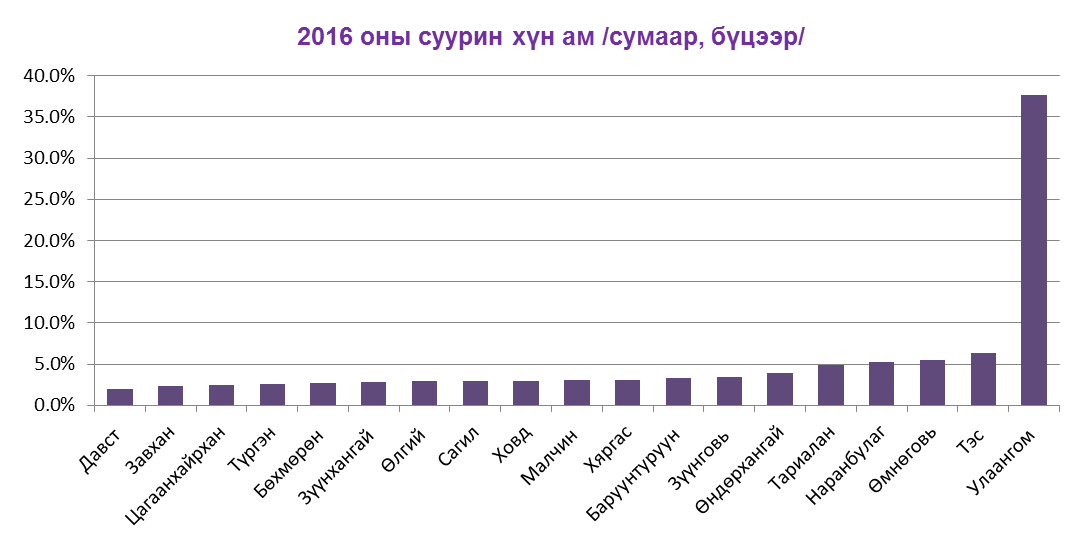 2016 оны суурин хүн ам /сумаар, бүцээр/
40.0%
35.0%
30.0%
25.0%
20.0%
15.0%
10.0%
5.0%
0.0%
Давст
Завхан
Цагаанхайрхан
Түргэн
Бөхмөрөн
Зүүнхангай
Өлгий
Сагил
Ховд
Малчин
Хяргас
Баруунтуруун
Зүүнговь
Өндөрхангай
Тариалан
Наранбулаг
Өмнөговь
Тэс
Улаангом